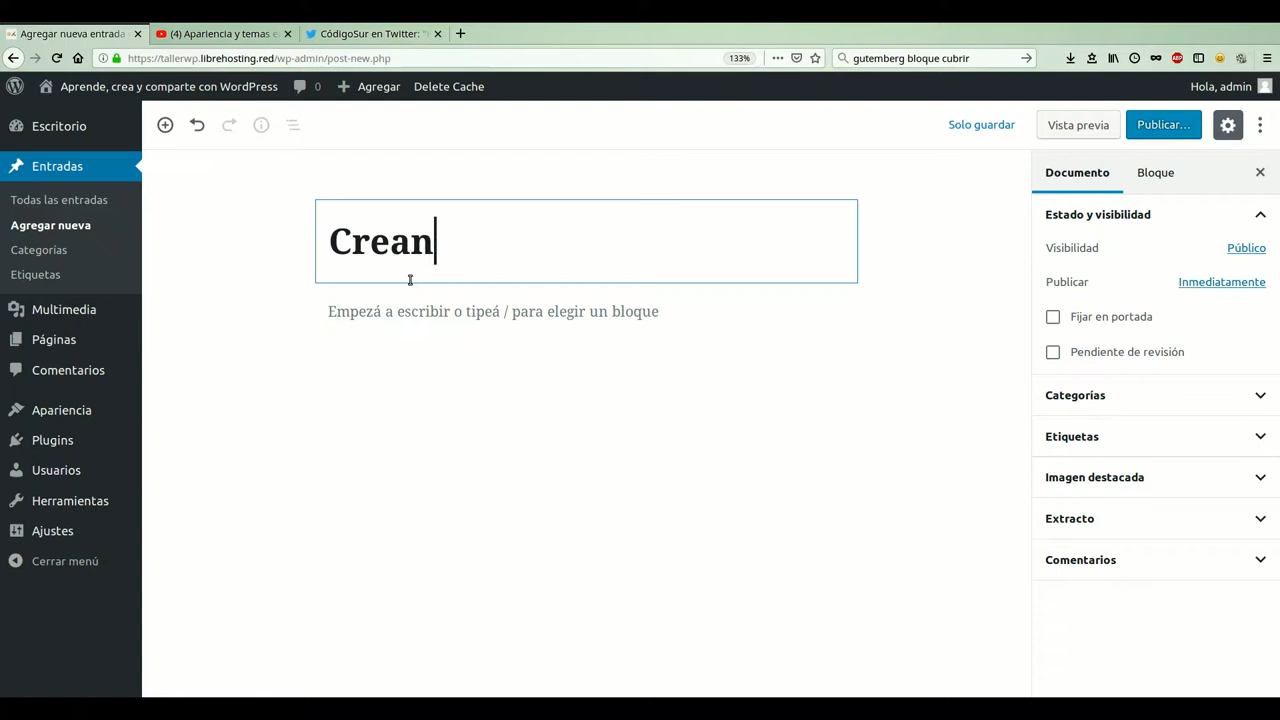 Agregar nueva entrada
(4) Apariencia y temas e
CódigoSur en Twitter: "
https://tallerwp.librehosting.red/wp-admin/post-new.php
133%
gutemberg bloque cubrir
ABP
Aprende, crea y comparte con WordPress
0
Agregar
Delete Cache
Hola, admin
Escritorio
Entradas
Todas las entradas
Agregar nueva
Categorías
Etiquetas
Multimedia
Páginas
Comentarios
Apariencia
Plugins
Usuarios
Herramientas
Ajustes
Cerrar menú
Solo guardar
Vista previa
Publicar...
Crean
Empezá a escribir o tipeá / para elegir un bloque
Documento
Bloque
Estado y visibilidad
Visibilidad
Público
Publicar
Inmediatamente
Fijar en portada
Pendiente de revisión
Categorías
Etiquetas
Imagen destacada
Extracto
Comentarios